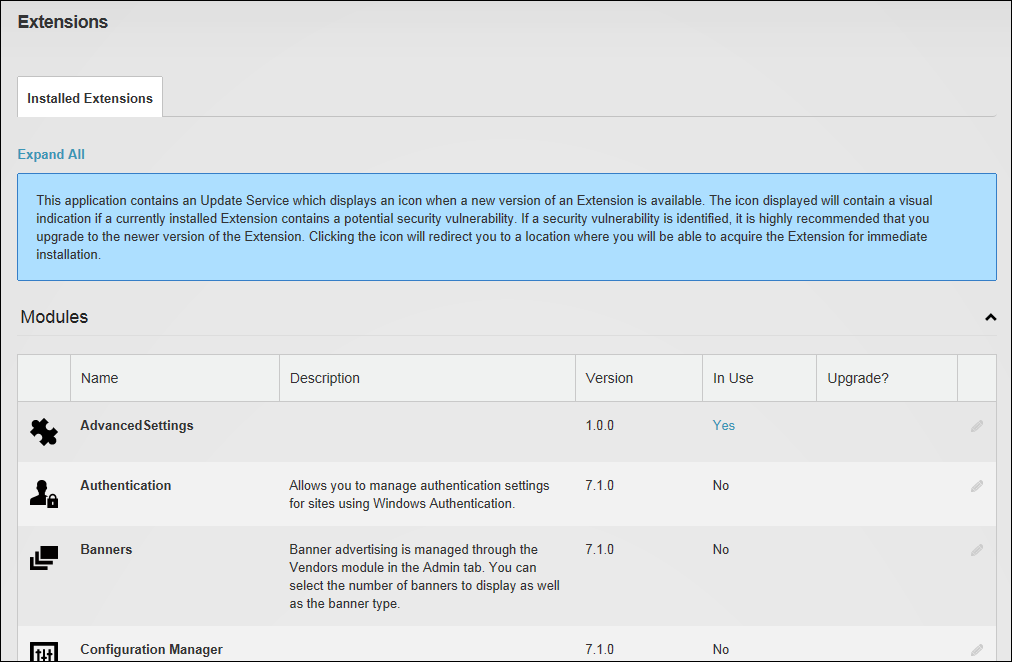 Extensions
Installed Extensions
Expand All
This application contains an Update Service which displays an icon when a new version of an Extension is available. The icon displayed will contain a visual
indication if a currently installed Extension contains a potential security vulnerability. If a security vulnerability is identified, it is highly recommended that you
upgrade to the newer version of the Extension. Clicking the icon will redirect you to a location where you will be able to acquire the Extension for immediate
installation.
Modules
Name Description Version In Use Upgrade?
AdvancedSettings 1.0.0 Yes
Authentication Allows you to manage authentication settings 7.1.0 No
for sites using Windows Authentication.
Banners Banner advertising is managed through the 7.1.0 No
Vendors module in the Admin tab. You can
select the number of banners to display as well
as the banner type.
Configuration Manager 7.1.0 No